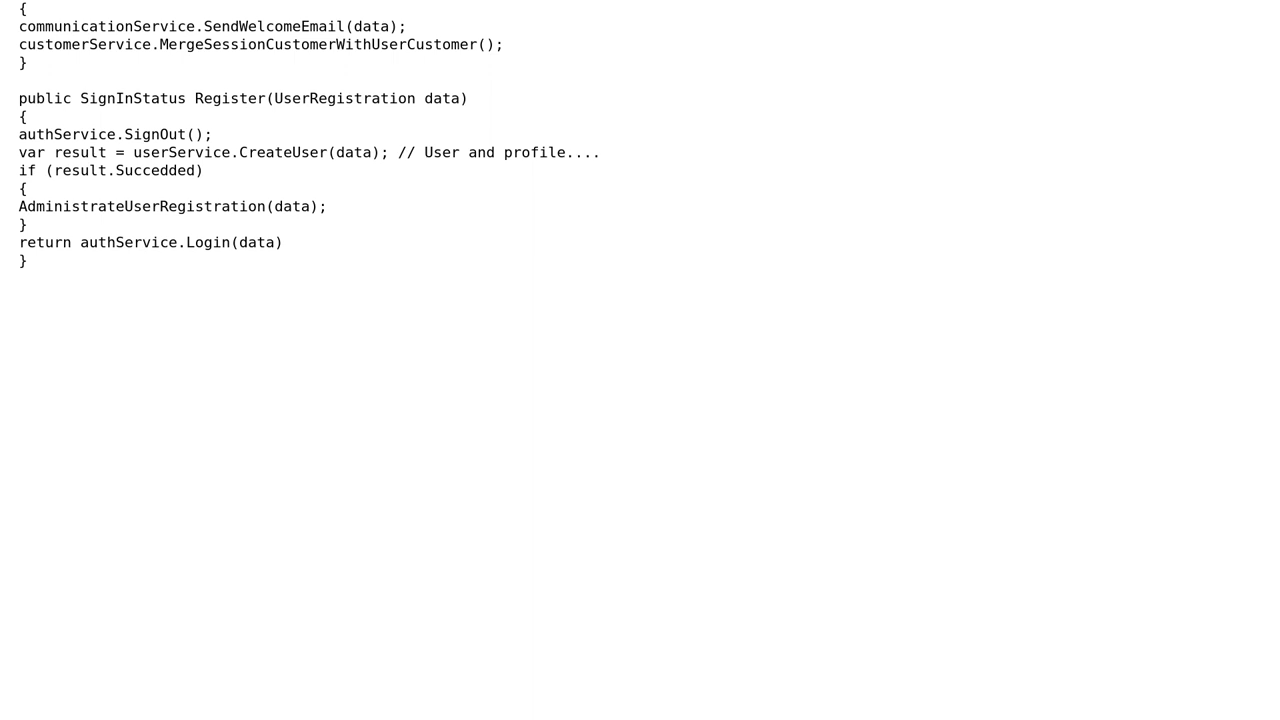 {
communicationService.SendWelcomeEmail(data);
customerService.MergeSessionCustomerWithUserCustomer();
}
public SignInStatus Register(UserRegistration data)
{
authService.SignOut();
var result = userService.CreateUser(data); // User and profile....
if (result.Succedded)
{
AdministrateUserRegistration(data);
}
return authService.Login(data)
}